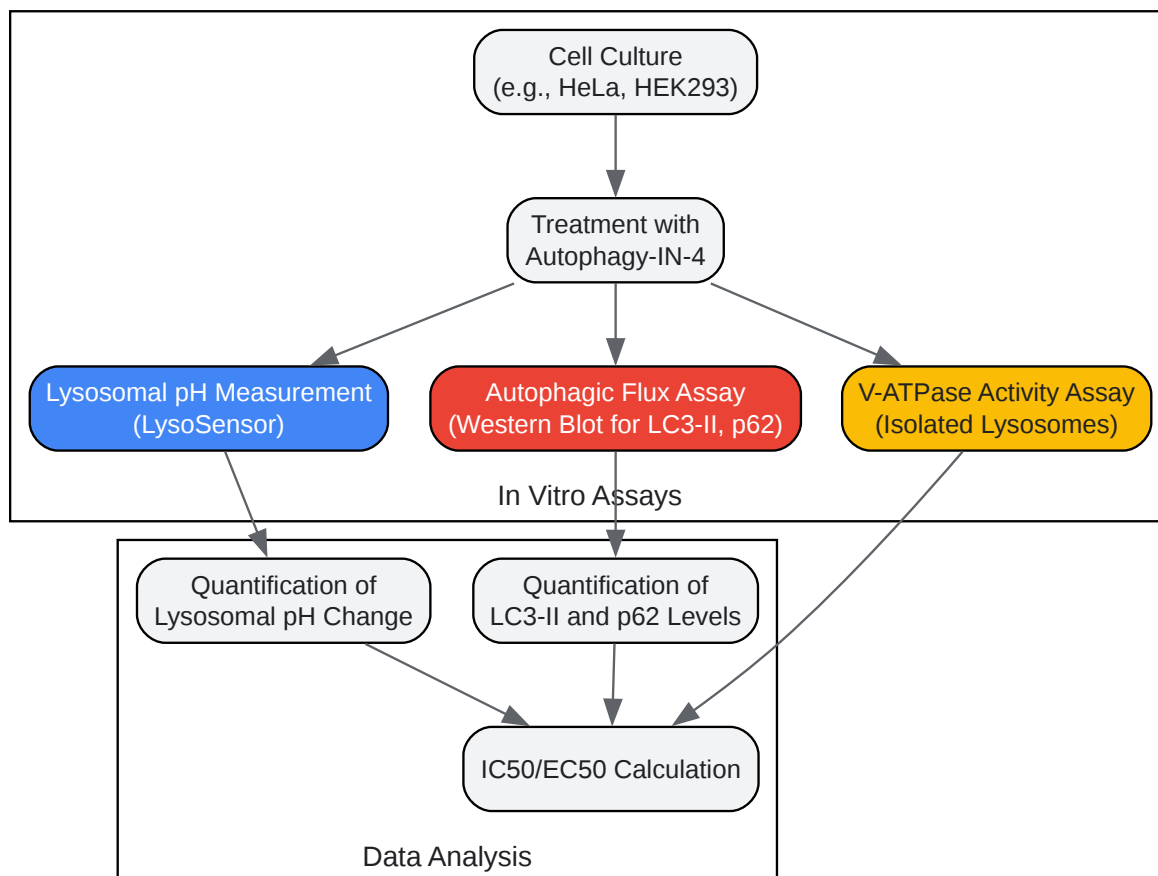 Cell Culture
(e.g., HeLa, HEK293)
Treatment with
Autophagy-IN-4
Lysosomal pH Measurement
(LysoSensor)
Autophagic Flux Assay
(Western Blot for LC3-II, p62)
V-ATPase Activity Assay
(Isolated Lysosomes)
In Vitro Assays
Quantification of
Lysosomal pH Change
Quantification of
LC3-II and p62 Levels
IC50/EC50 Calculation
Data Analysis